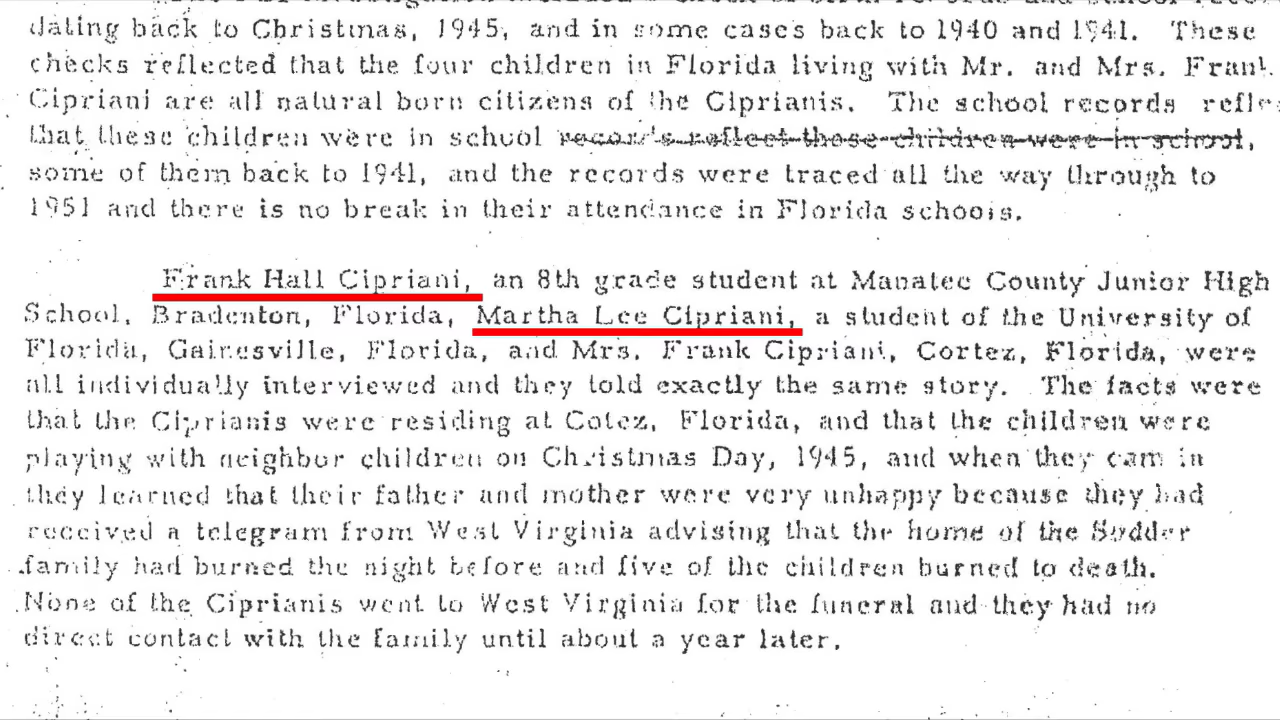 dating back to Christmas, 1945, and in some cases back to 1940 and 1941. These
checks reflected that the four children in Florida living with Mr. and Mrs. Frank
Cipriani are all natural born citizens of the Ciprianis. The school records refle
that these children were in school records reflect these children were in school,
some of them back to 1941, and the records were traced all the way through to
1951 and there is no break in their attendance in Florida schools.
Frank Hall Cipriani, an 8th grade student at Manatee County Junior High
School, Bradenton, Florida, Martha Lee Cipriani, a student of the University of
Florida, Gainesville, Florida, and Mrs. Frank Cipriani, Cortez, Florida, were
all individually interviewed and they told exactly the same story. The facts were
that the Ciprianis were residing at Cotez, Florida, and that the children were
playing with neighbor children on Christmas Day, 1945, and when they cam in
they learned that their father and mother were very unhappy because they had
received a telegram from West Virginia advising that the home of the Sodder
family had burned the night before and five of the children burned to death.
None of the Ciprianis went to West Virginia for the funeral and they had no
direct contact with the family until about a year later.